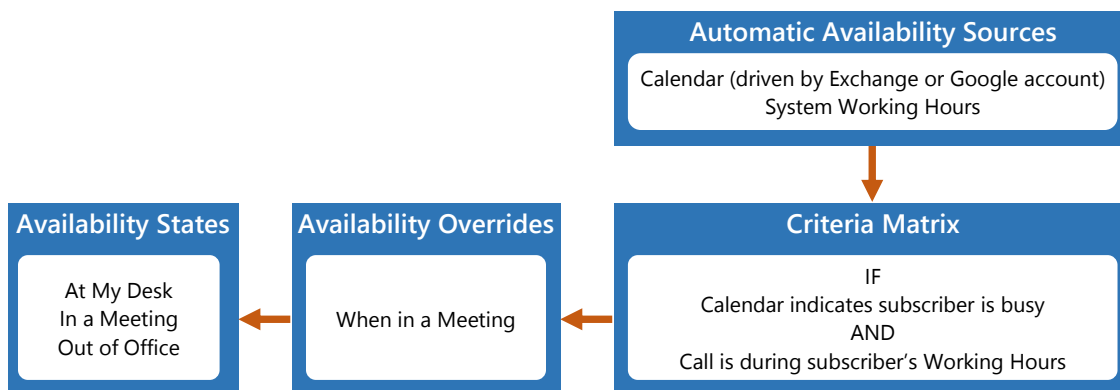 Automatic Availability Sources
Calendar (driven by Exchange or Google account)
System Working Hours
Availability States
At My Desk
In a Meeting
Out of Office
Availability Overrides
When in a Meeting
Criteria Matrix
IF
Calendar indicates subscriber is busy
AND
Call is during subscriber’s Working Hours